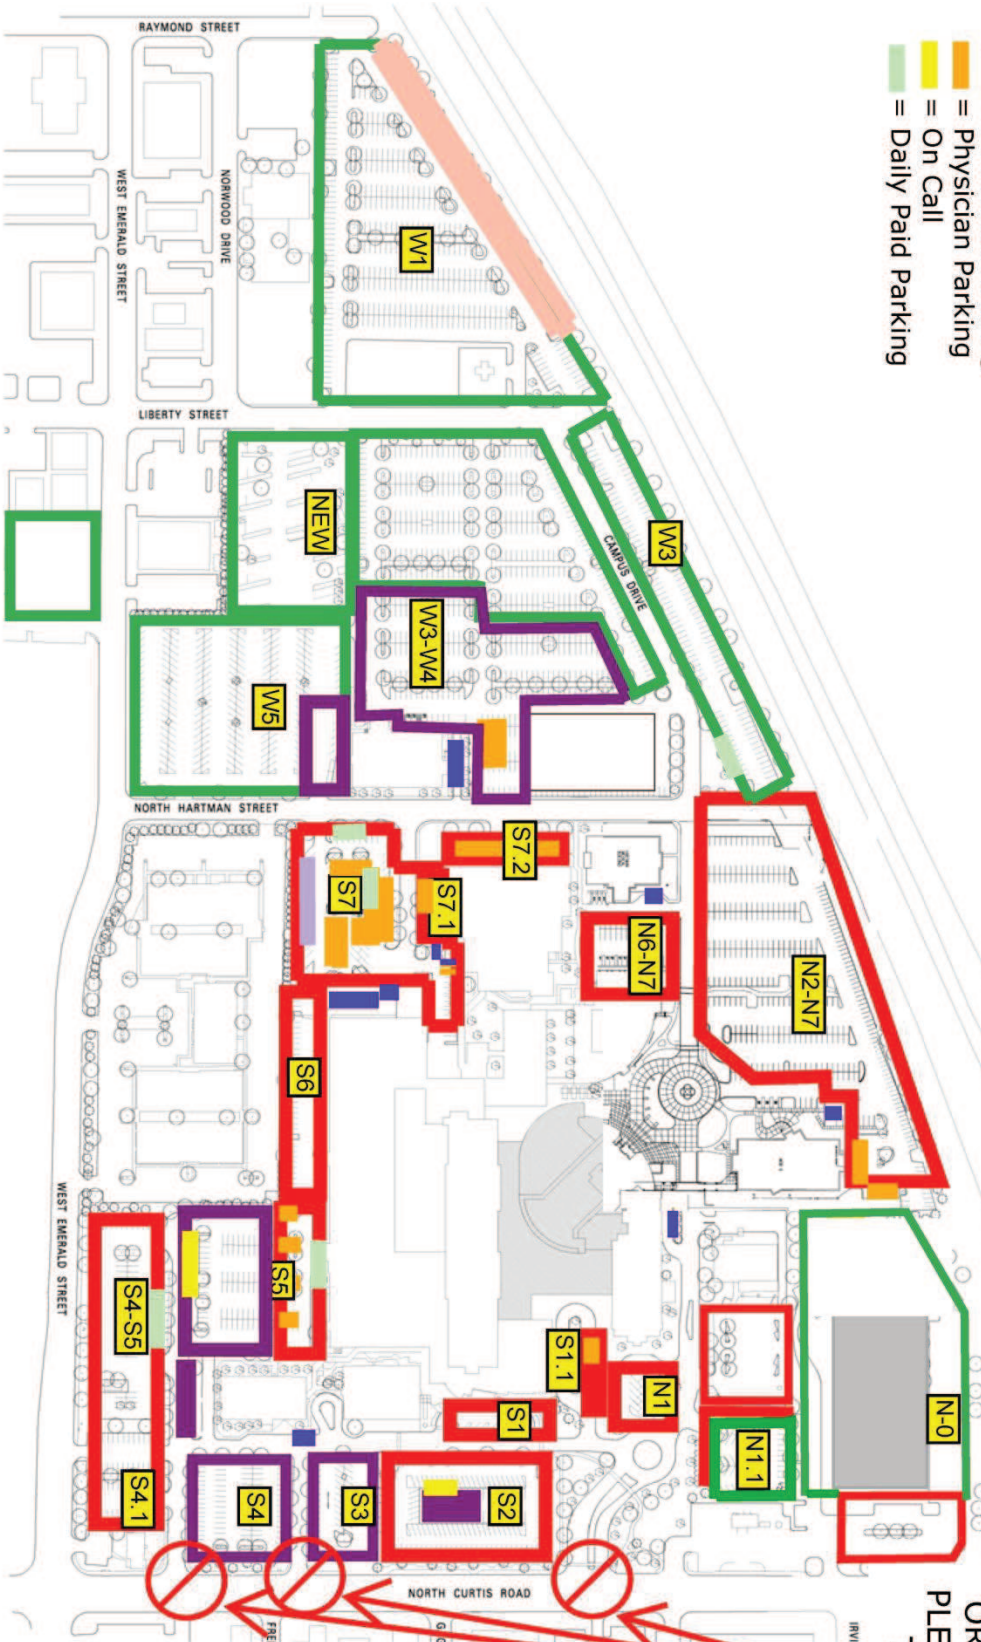 = Physician Parking
= On Call
= Daily Paid Parking
RAYMOND STREET
WEST EMERALD STREET
NORWOOD DRIVE
W1
LIBERTY STREET
NEW
W3
CAMPUS DRIVE
W3-W4
W5
NORTH HARTMAN STREET
S7.2
S7
S7.1
N6-N7
N2-N7
S6
WEST EMERALD STREET
S5
S4-S5
S1.1
N1
S1
N-0
N1.1
S4.1
S4
S3
S2
NORTH CURTIS ROAD
PLE